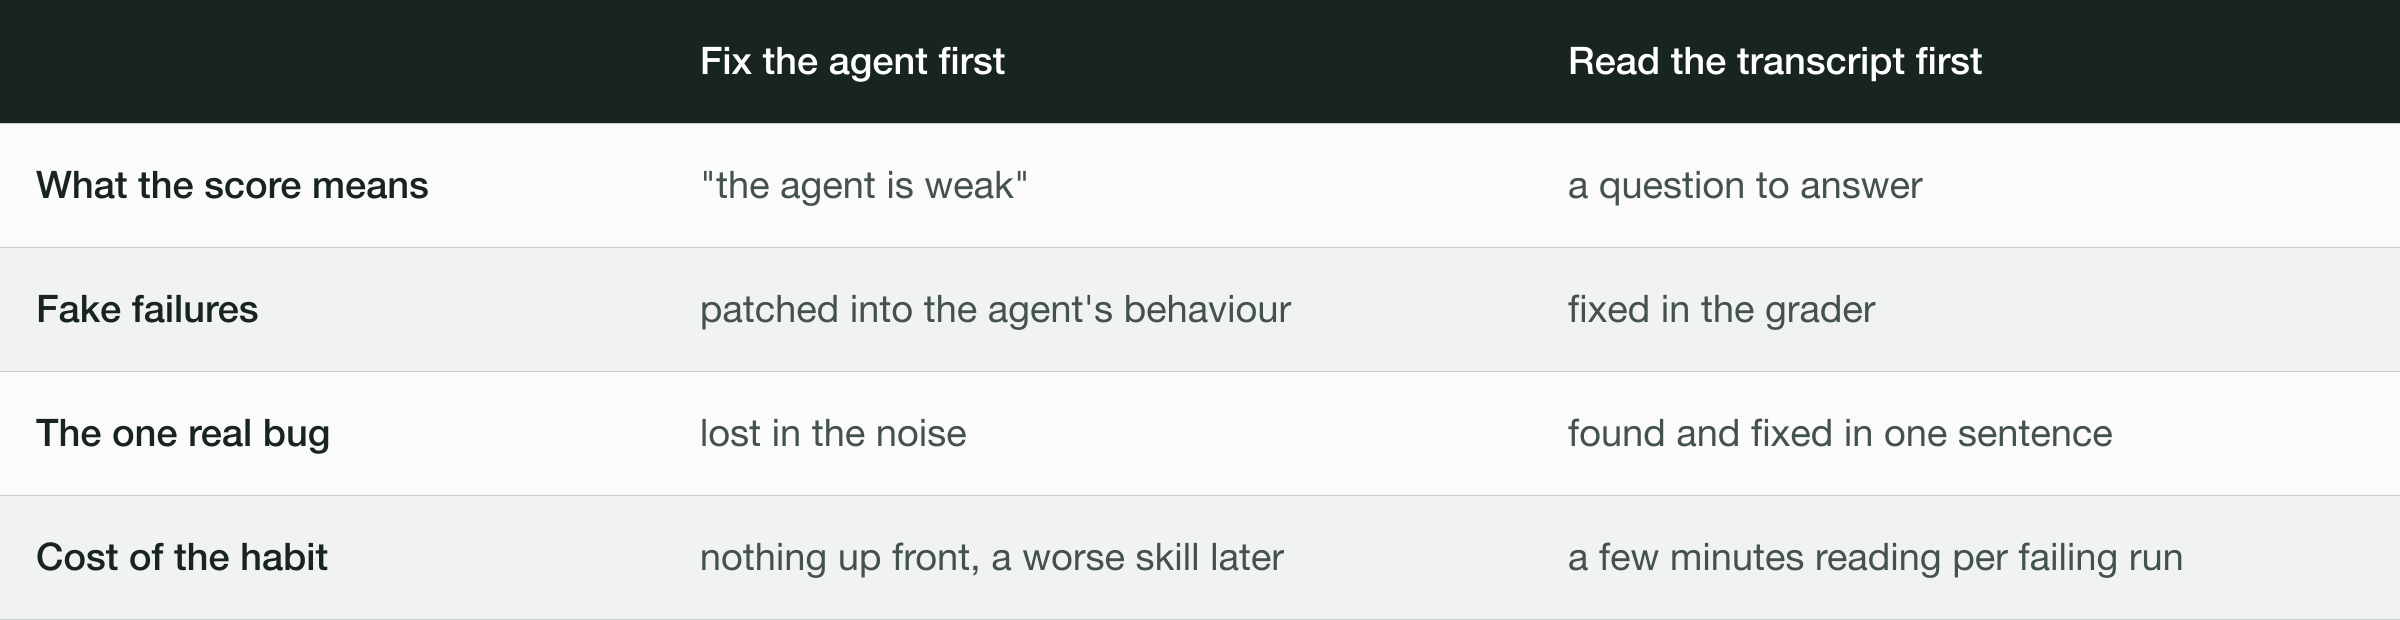 Fix the agent first Read the transcript first
What the score means "the agent is weak" a question to answer
Fake failures patched into the agent's behaviour fixed in the grader
The one real bug lost in the noise found and fixed in one sentence
Cost of the habit nothing up front, a worse skill later a few minutes reading per failing run